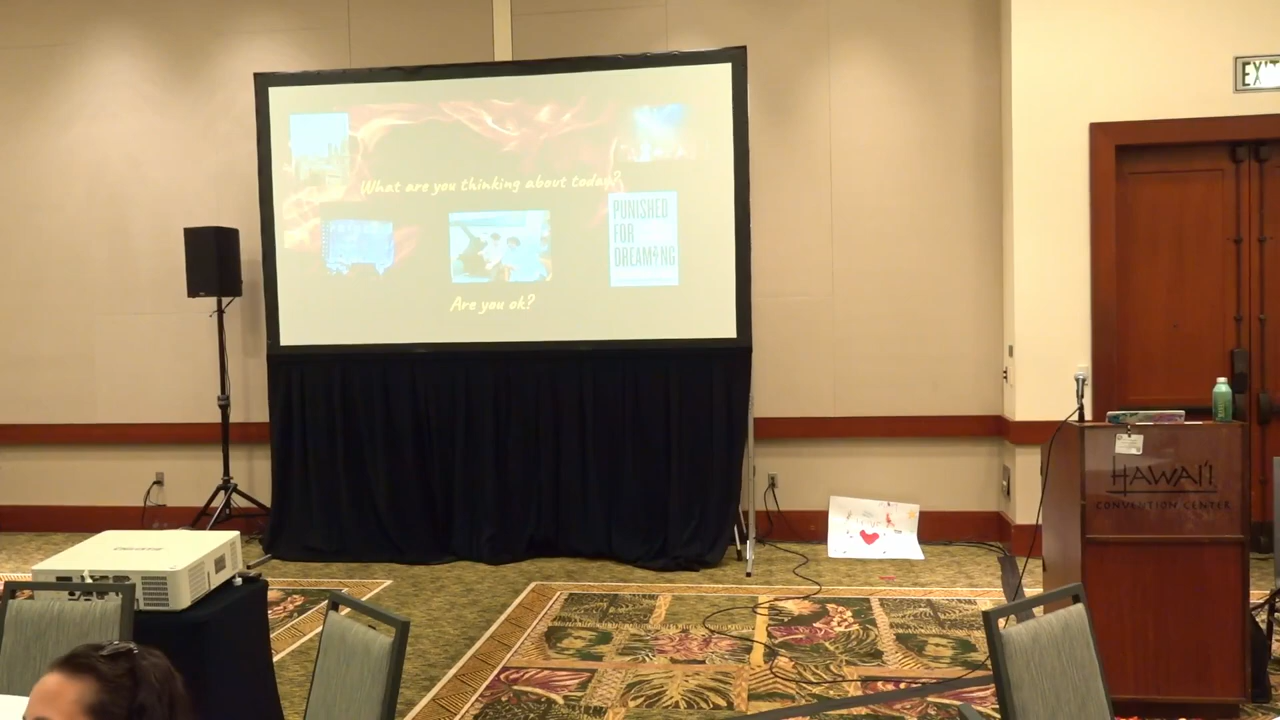 EXIT
What are you thinking about today?
PUNISHED
FOR
DREAMING
Are you ok?
HAWAI'I
CONVENTION CENTER